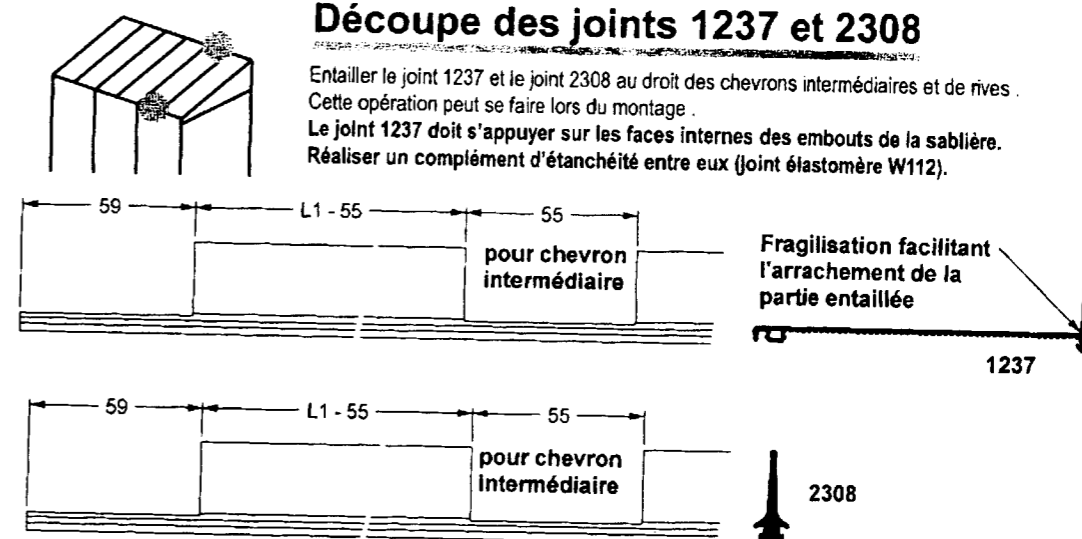 Découpe des joints 1237 et 2308
Entailler le joint 1237 et le joint 2308 au droit des chevrons intermédiaires et de rives .
Cette opération peut se faire lors du montage .
Le joint 1237 doit s'appuyer sur les faces internes des embouts de la sablière.
Réaliser un complément d'étanchéité entre eux (joint élastomère W112).
59
L1 - 55
55
pour chevron
intermédiaire
Fragilisation facilitant
l'arrachement de la
partie entaillée
1237
59
L1 - 55
55
pour chevron
intermédiaire
2308